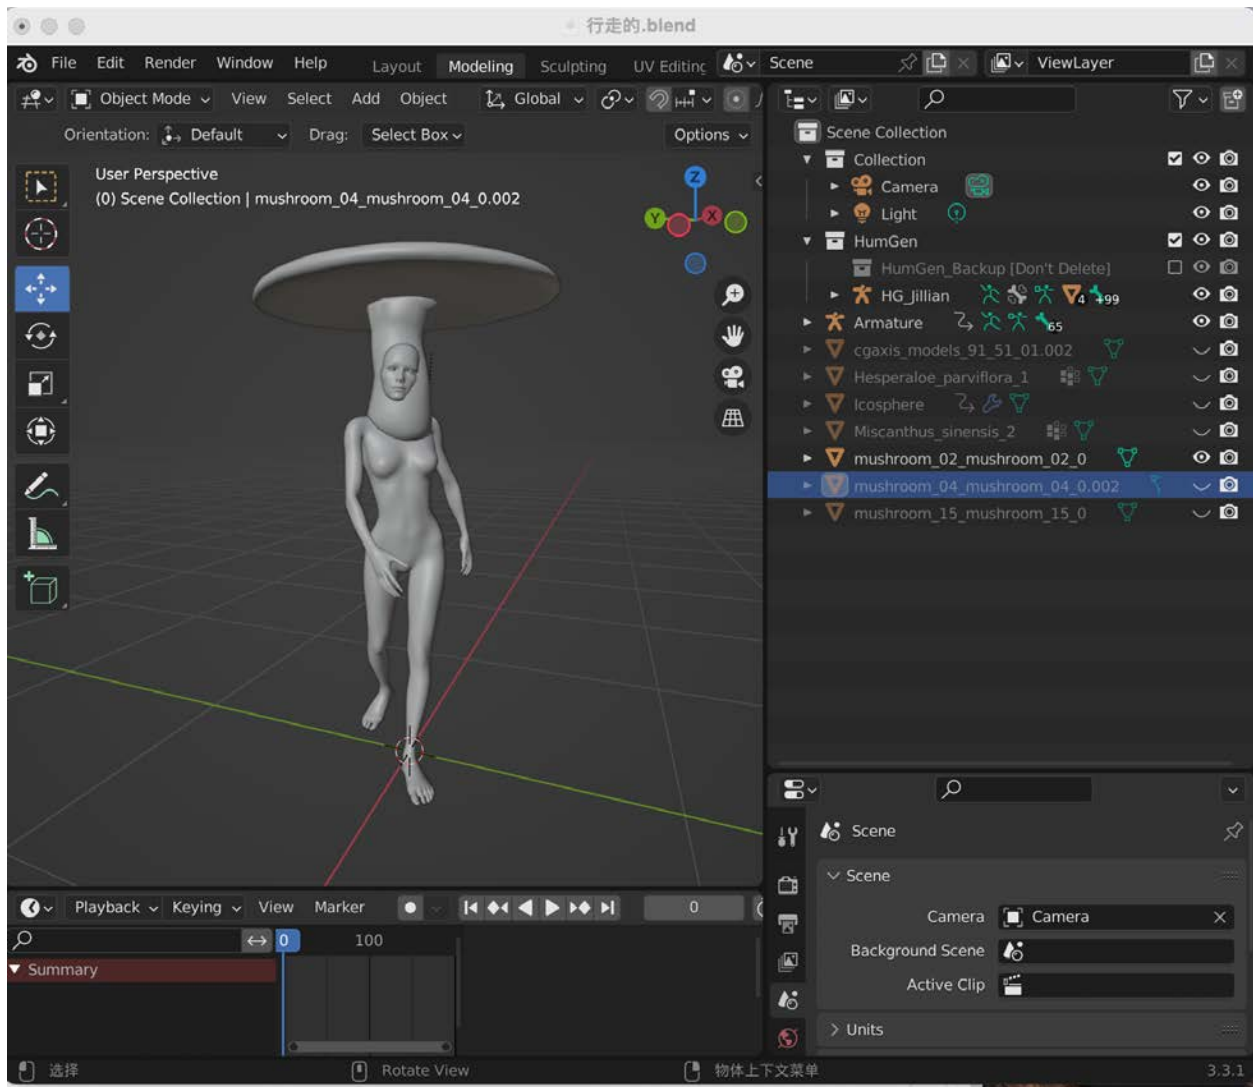 行走的.blend
File Edit Render Window Help Layout Modeling Sculpting UV Editing Scene ViewLayer
Object Mode View Select Add Object Global
Orientation: Default Drag: Select Box Options
User Perspective
(0) Scene Collection | mushroom_04_mushroom_04_0.002
Z
Y
X
Scene Collection
Collection
Camera
Light
HumGen
HumGen_Backup [Don't Delete]
HG_Jillian 4 +99
Armature 65
cgaxis_models_91_51_01.002
Hesperaloe_parviflora_1
Icosphere
Miscanthus_sinensis_2
mushroom_02_mushroom_02_0
mushroom_04_mushroom_04_0.002
mushroom_15_mushroom_15_0
Scene
Scene
Camera Camera
Background Scene
Active Clip
Units
Playback Keying View Marker 0
0 100
Summary
选择 Rotate View 物体上下文菜单 3.3.1